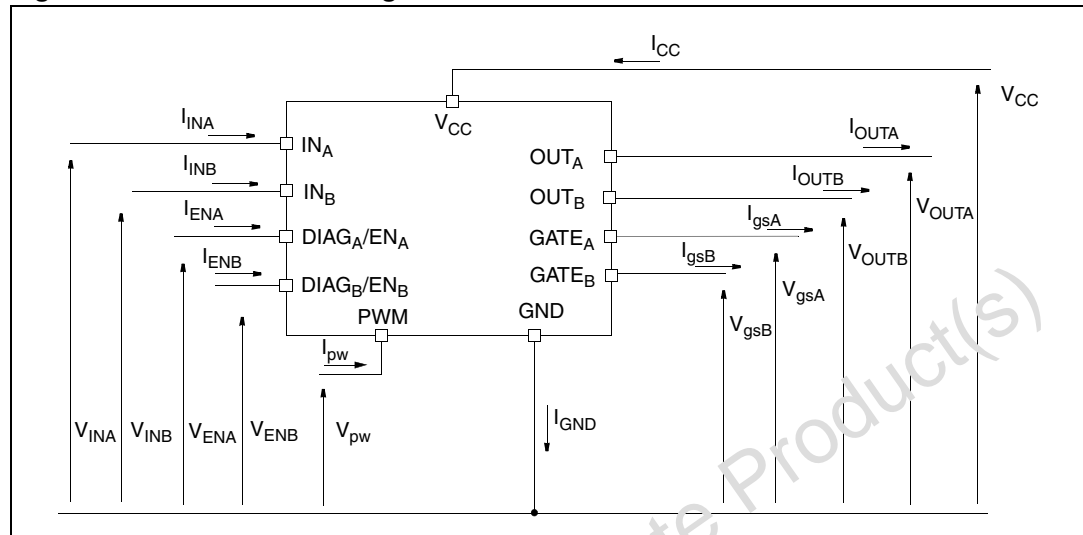 I_CC
V_CC
V_CC
I_INA
IN_A
I_INB
IN_B
I_ENA
DIAG_A/EN_A
I_ENB
DIAG_B/EN_B
PWM
GND
OUT_A
I_OUTA
OUT_B
I_OUTB
GATE_A
I_gsA
GATE_B
I_gsB
V_OUTA
V_OUTB
V_gsA
V_gsB
I_pw
I_GND
V_INA
V_INB
V_ENA
V_ENB
V_pw
te Product(s)